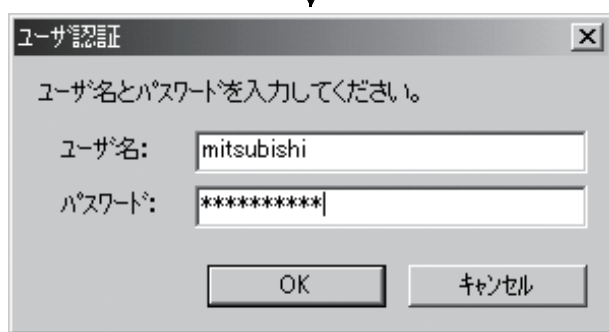 ユーザ認証
ユーザ名とパスワードを入力してください。
ユーザ名: mitsubishi
パスワード: **********
OK キャンセル